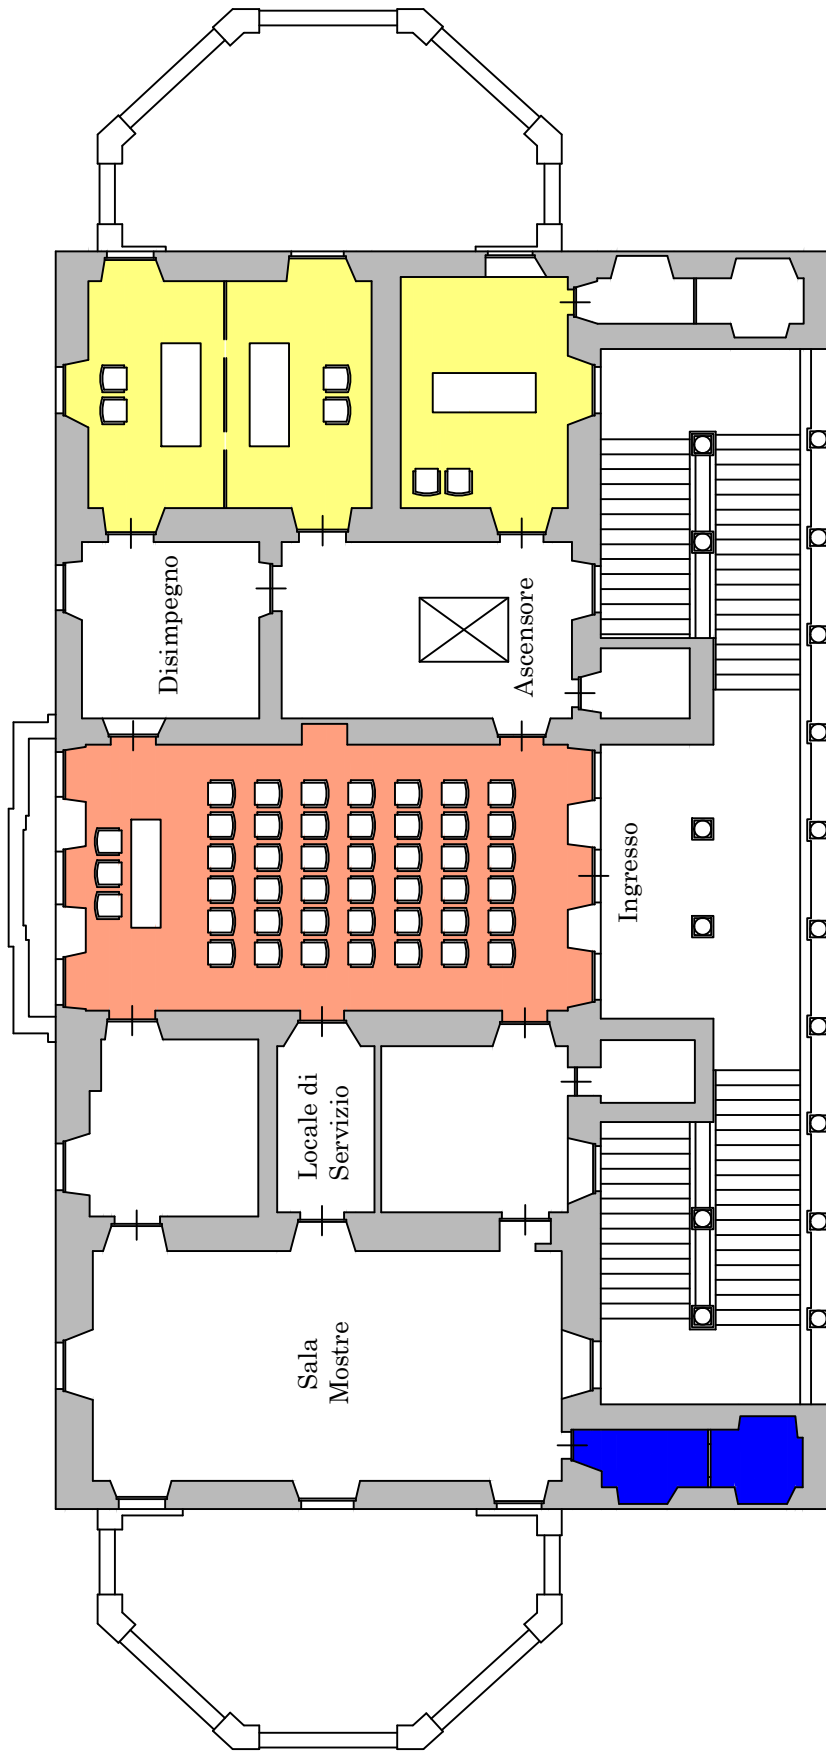 Disimpegno
Ascensore
Ingresso
Locale di
Servizio
Sala
Mostre